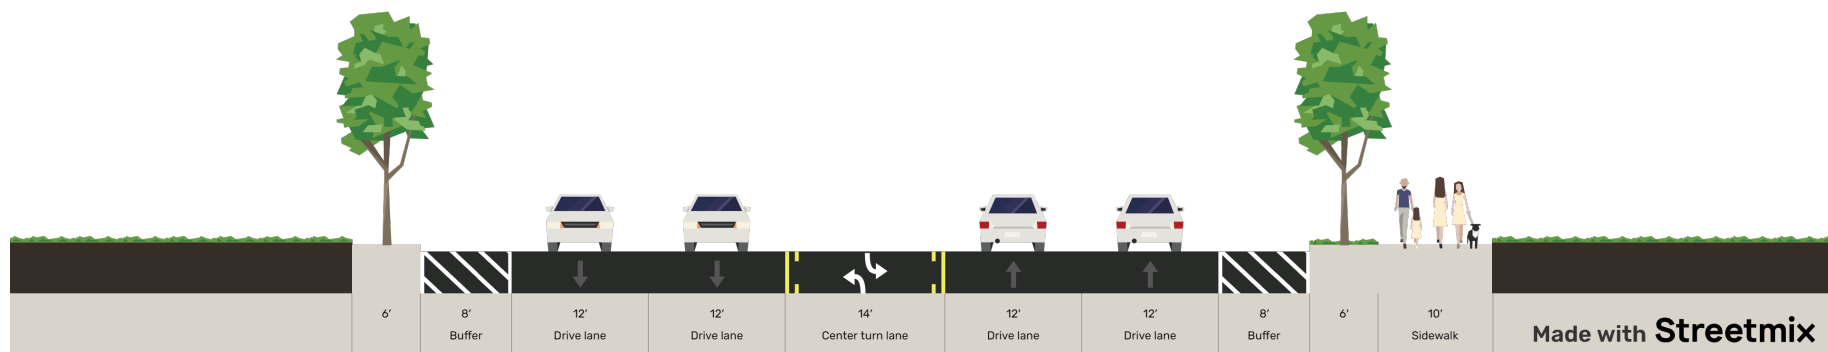 6′
8′
Buffer
12′
Drive lane
12′
Drive lane
14′
Center turn lane
12′
Drive lane
12′
Drive lane
8′
Buffer
6′
10′
Sidewalk
Made with Streetmix